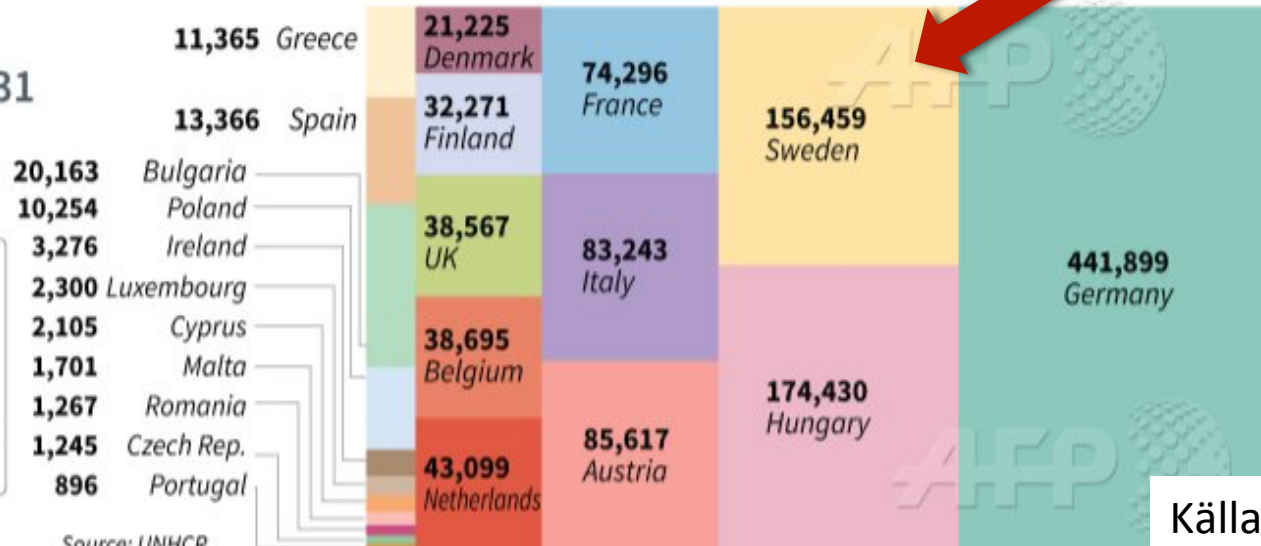 31
11,365 Greece
13,366 Spain
20,163 Bulgaria
10,254 Poland
3,276 Ireland
2,300 Luxembourg
2,105 Cyprus
1,701 Malta
1,267 Romania
1,245 Czech Rep.
896 Portugal
Source: UNHCR
21,225
Denmark
32,271
Finland
38,567
UK
38,695
Belgium
43,099
Netherlands
74,296
France
83,243
Italy
85,617
Austria
156,459
Sweden
174,430
Hungary
441,899
Germany
AFP
AFP
Källa